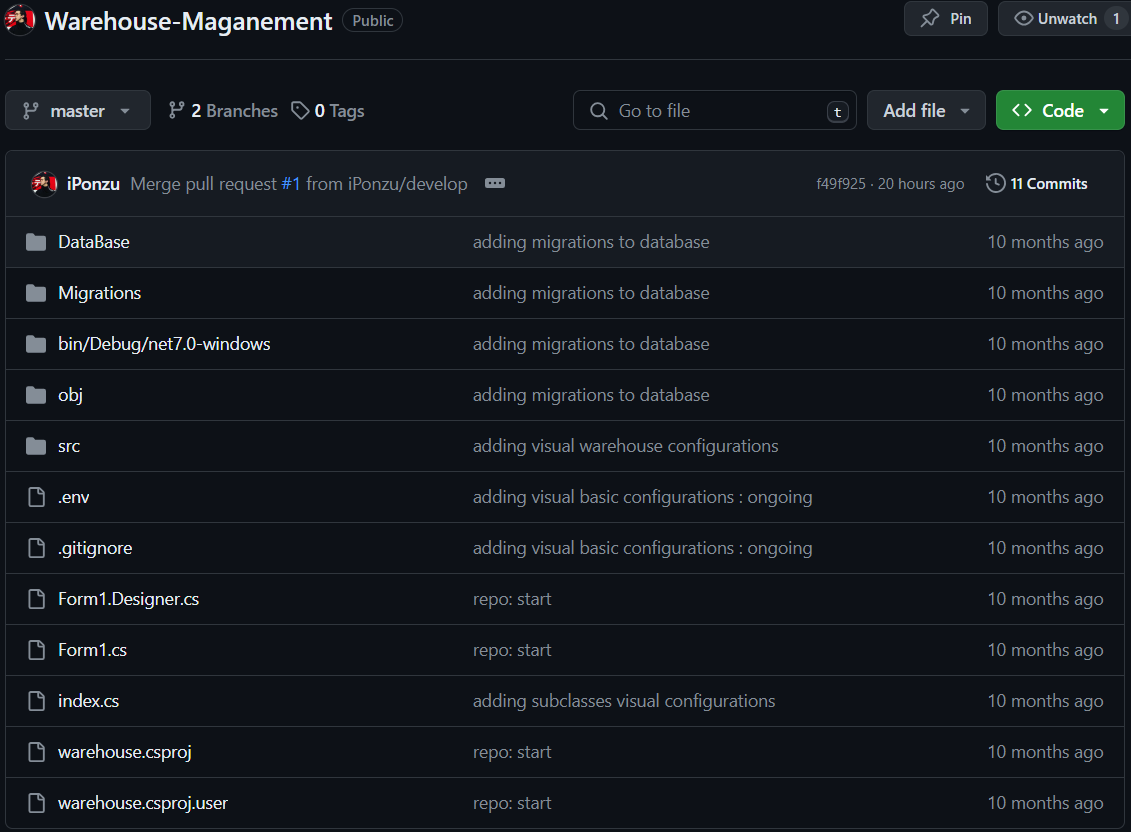 Warehouse-Maganement Public Pin Unwatch 1
master 2 Branches 0 Tags Go to file t Add file Code
iPonzu Merge pull request #1 from iPonzu/develop f49f925 · 20 hours ago 11 Commits
DataBase adding migrations to database 10 months ago
Migrations adding migrations to database 10 months ago
bin/Debug/net7.0-windows adding migrations to database 10 months ago
obj adding migrations to database 10 months ago
src adding visual warehouse configurations 10 months ago
.env adding visual basic configurations : ongoing 10 months ago
.gitignore adding visual basic configurations : ongoing 10 months ago
Form1.Designer.cs repo: start 10 months ago
Form1.cs repo: start 10 months ago
index.cs adding subclasses visual configurations 10 months ago
warehouse.csproj repo: start 10 months ago
warehouse.csproj.user repo: start 10 months ago